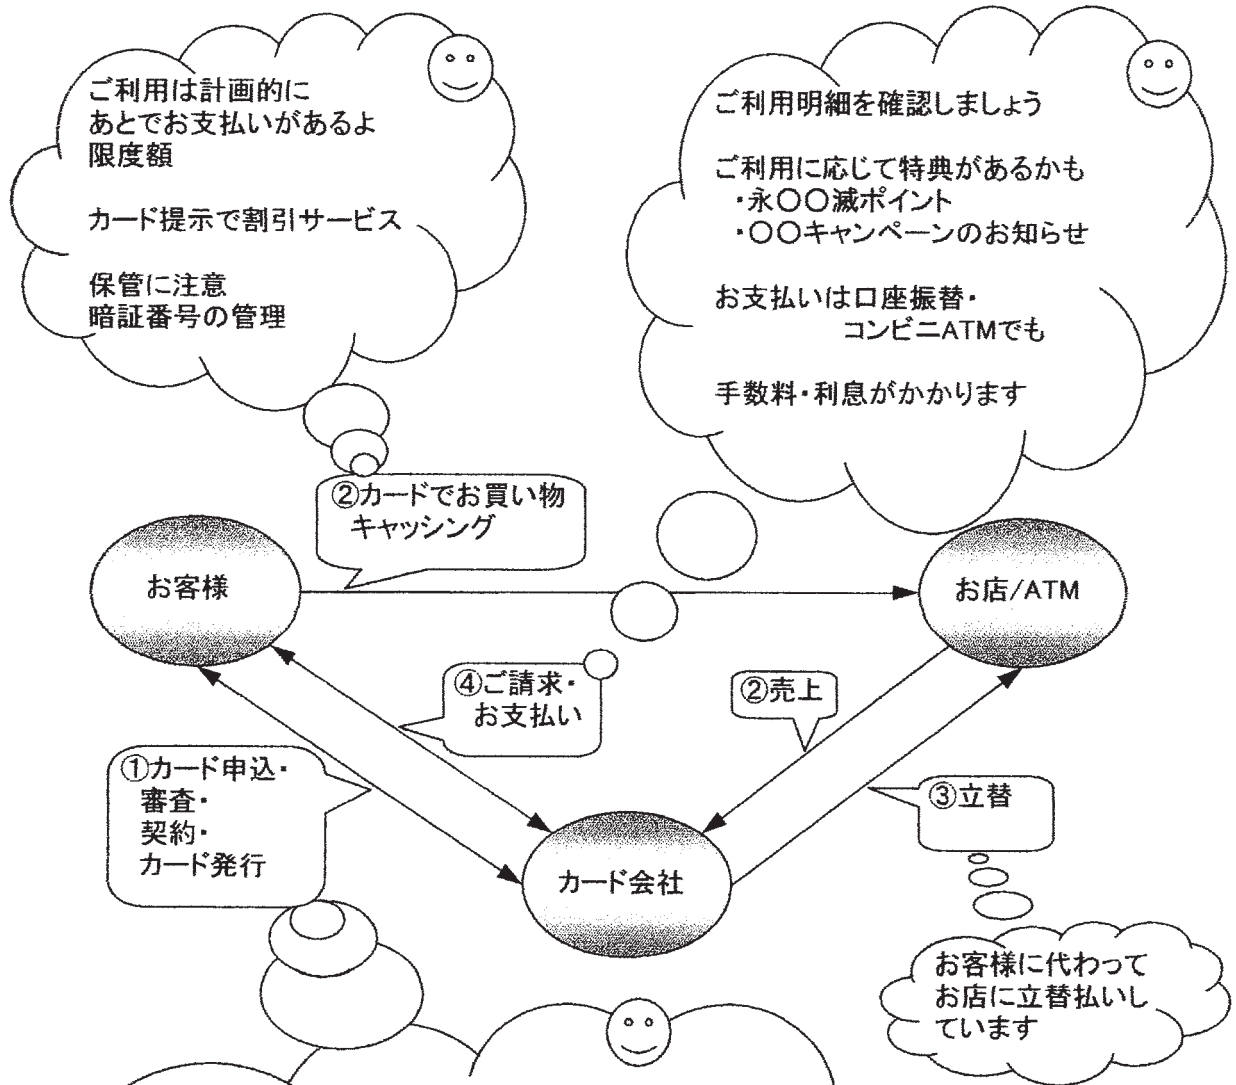 ご利用は計画的に
あとでお支払いがあるよ
限度額
カード提示で割引サービス
保管に注意
暗証番号の管理
ご利用明細を確認しましょう
ご利用に応じて特典があるかも
・永〇〇滅ポイント
・〇〇キャンペーンのお知らせ
お支払いは口座振替・
コンビニATMでも
手数料・利息がかかります
②カードでお買い物
キャッシング
お客様
お店/ATM
④ご請求・
お支払い
②売上
①カード申込・
審査・
契約・
カード発行
③立替
カード会社
お客様に代わって
お店に立替払いし
ています